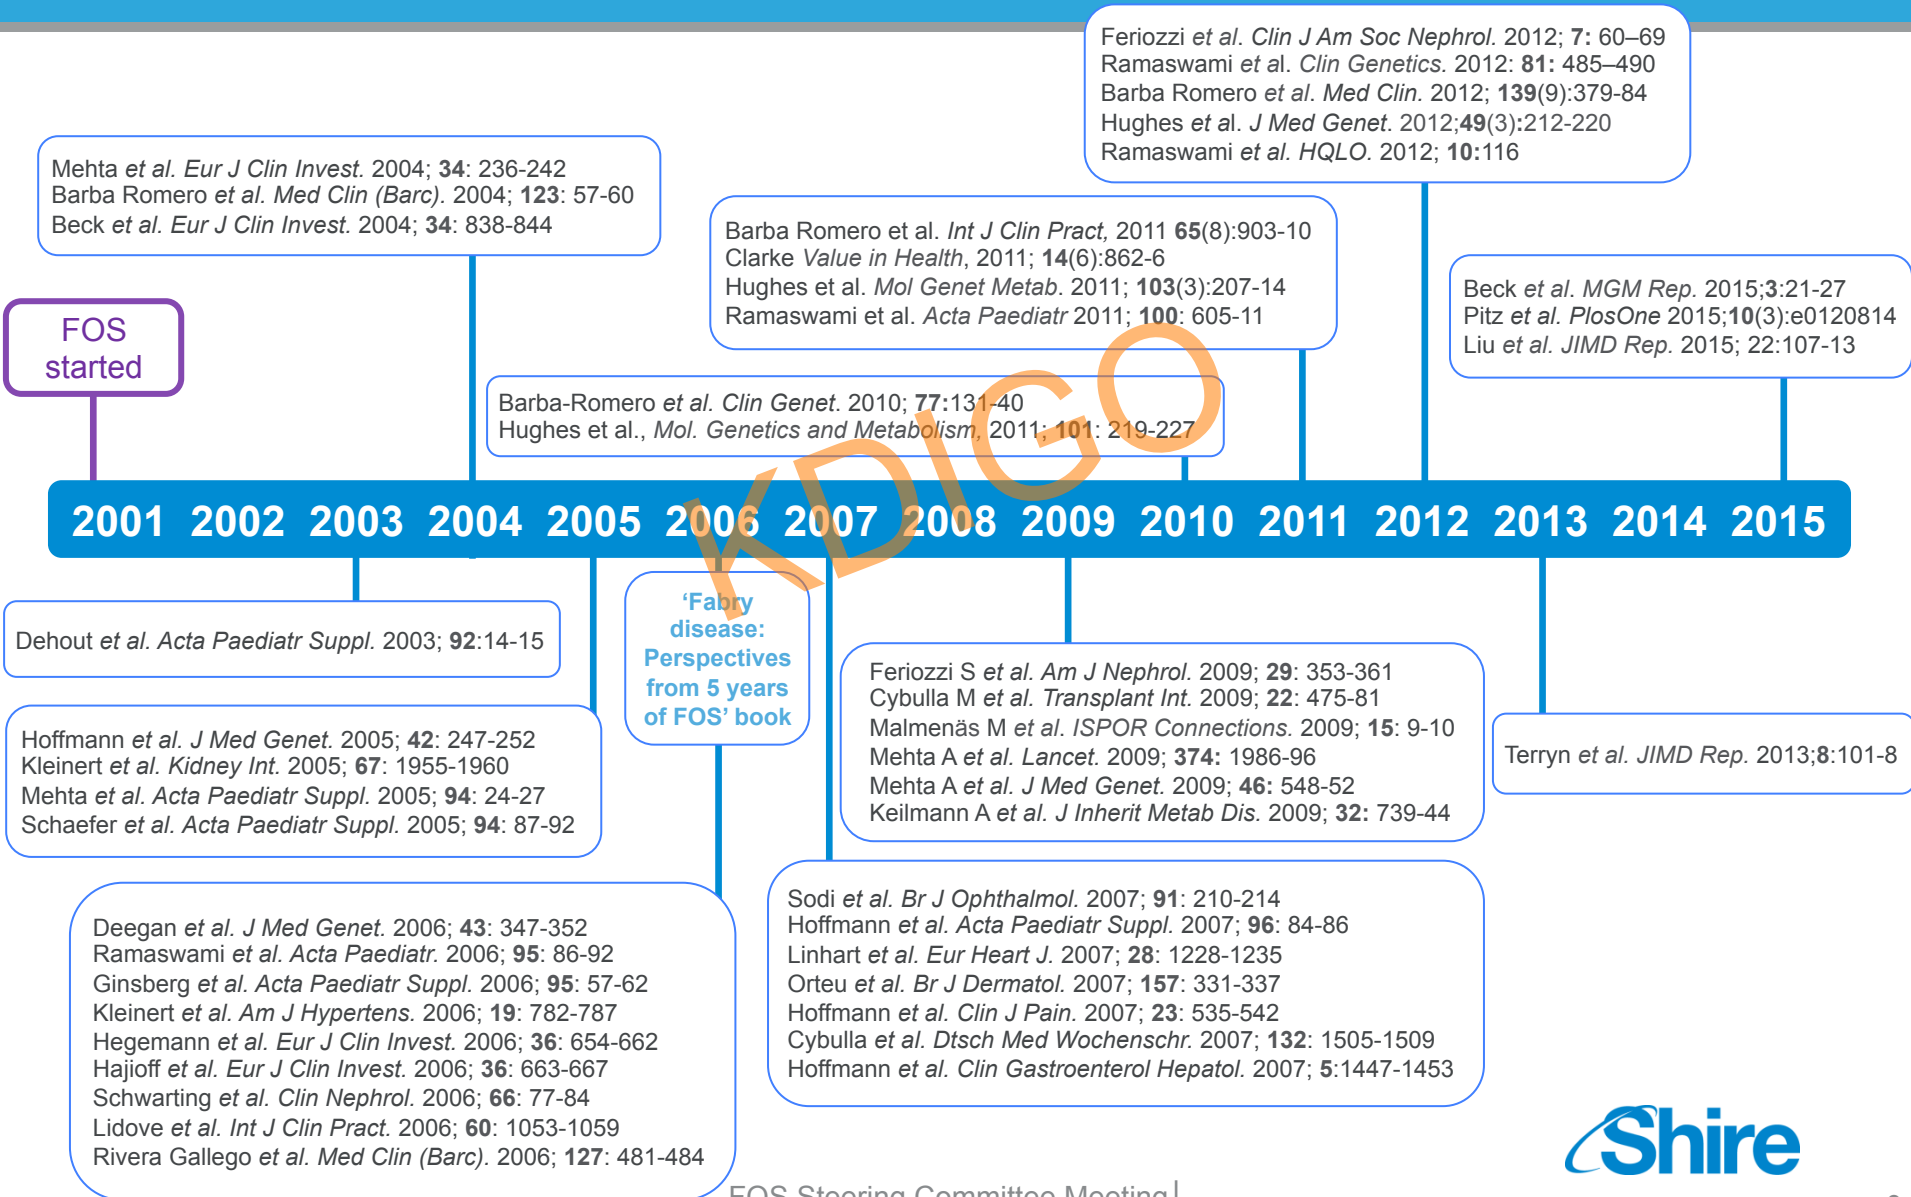 Feriozzi et al. Clin J Am Soc Nephrol. 2012; 7: 60–69
Ramaswami et al. Clin Genetics. 2012: 81: 485–490
Barba Romero et al. Med Clin. 2012; 139(9):379-84
Hughes et al. J Med Genet. 2012;49(3):212-220
Ramaswami et al. HQLO. 2012; 10:116
Mehta et al. Eur J Clin Invest. 2004; 34: 236-242
Barba Romero et al. Med Clin (Barc). 2004; 123: 57-60
Beck et al. Eur J Clin Invest. 2004; 34: 838-844
Barba Romero et al. Int J Clin Pract, 2011 65(8):903-10
Clarke Value in Health, 2011; 14(6):862-6
Hughes et al. Mol Genet Metab. 2011; 103(3):207-14
Ramaswami et al. Acta Paediatr 2011; 100: 605-11
Beck et al. MGM Rep. 2015;3:21-27
Pitz et al. PlosOne 2015;10(3):e0120814
Liu et al. JIMD Rep. 2015; 22:107-13
FOS
started
Barba-Romero et al. Clin Genet. 2010; 77:131-40
Hughes et al., Mol. Genetics and Metabolism, 2011; 101: 219-227
KDIGO
2001 2002 2003 2004 2005 2006 2007 2008 2009 2010 2011 2012 2013 2014 2015
Dehout et al. Acta Paediatr Suppl. 2003; 92:14-15
‘Fabry
disease:
Perspectives
from 5 years
of FOS’ book
Hoffmann et al. J Med Genet. 2005; 42: 247-252
Kleinert et al. Kidney Int. 2005; 67: 1955-1960
Mehta et al. Acta Paediatr Suppl. 2005; 94: 24-27
Schaefer et al. Acta Paediatr Suppl. 2005; 94: 87-92
Feriozzi S et al. Am J Nephrol. 2009; 29: 353-361
Cybulla M et al. Transplant Int. 2009; 22: 475-81
Malmenäs M et al. ISPOR Connections. 2009; 15: 9-10
Mehta A et al. Lancet. 2009; 374: 1986-96
Mehta A et al. J Med Genet. 2009; 46: 548-52
Keilmann A et al. J Inherit Metab Dis. 2009; 32: 739-44
Terryn et al. JIMD Rep. 2013;8:101-8
Deegan et al. J Med Genet. 2006; 43: 347-352
Ramaswami et al. Acta Paediatr. 2006; 95: 86-92
Ginsberg et al. Acta Paediatr Suppl. 2006; 95: 57-62
Kleinert et al. Am J Hypertens. 2006; 19: 782-787
Hegemann et al. Eur J Clin Invest. 2006; 36: 654-662
Hajioff et al. Eur J Clin Invest. 2006; 36: 663-667
Schwarting et al. Clin Nephrol. 2006; 66: 77-84
Lidove et al. Int J Clin Pract. 2006; 60: 1053-1059
Rivera Gallego et al. Med Clin (Barc). 2006; 127: 481-484
Sodi et al. Br J Ophthalmol. 2007; 91: 210-214
Hoffmann et al. Acta Paediatr Suppl. 2007; 96: 84-86
Linhart et al. Eur Heart J. 2007; 28: 1228-1235
Orteu et al. Br J Dermatol. 2007; 157: 331-337
Hoffmann et al. Clin J Pain. 2007; 23: 535-542
Cybulla et al. Dtsch Med Wochenschr. 2007; 132: 1505-1509
Hoffmann et al. Clin Gastroenterol Hepatol. 2007; 5:1447-1453
Shire
FOS Steering Committee Meeting|